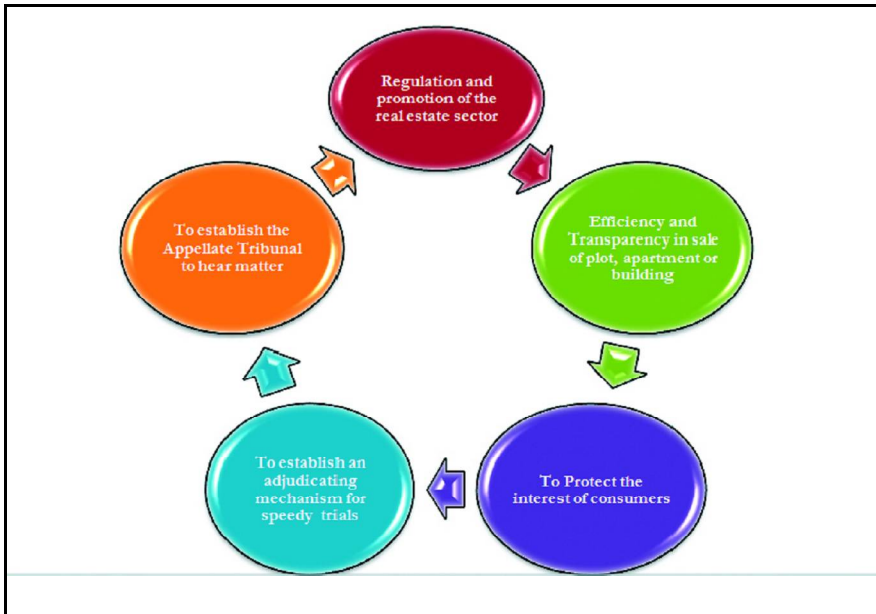 Regulation and
promotion of the
real estate sector
Efficiency and
Transparency in sale
of plot, apartment or
building
To Protect the
interest of consumers
To establish an
adjudicating
mechanism for
speedy trials
To establish the
Appellate Tribunal
to hear matter